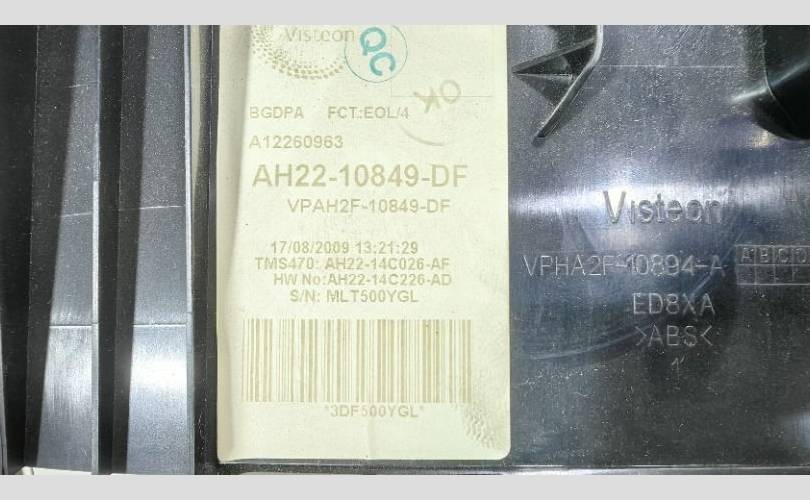 Visteon
QC
OK
BGDPA FCT:EOL/4
A12260963
AH22-10849-DF
VPAH2F-10849-DF
17/08/2009 13:21:29
TMS470: AH22-14C026-AF
HW No:AH22-14C226-AD
S/N: MLT500YGL
*3DF500YGL*
Visteon
VPHA2F-10894-A
A B C D
ED8XA
>ABS<
1